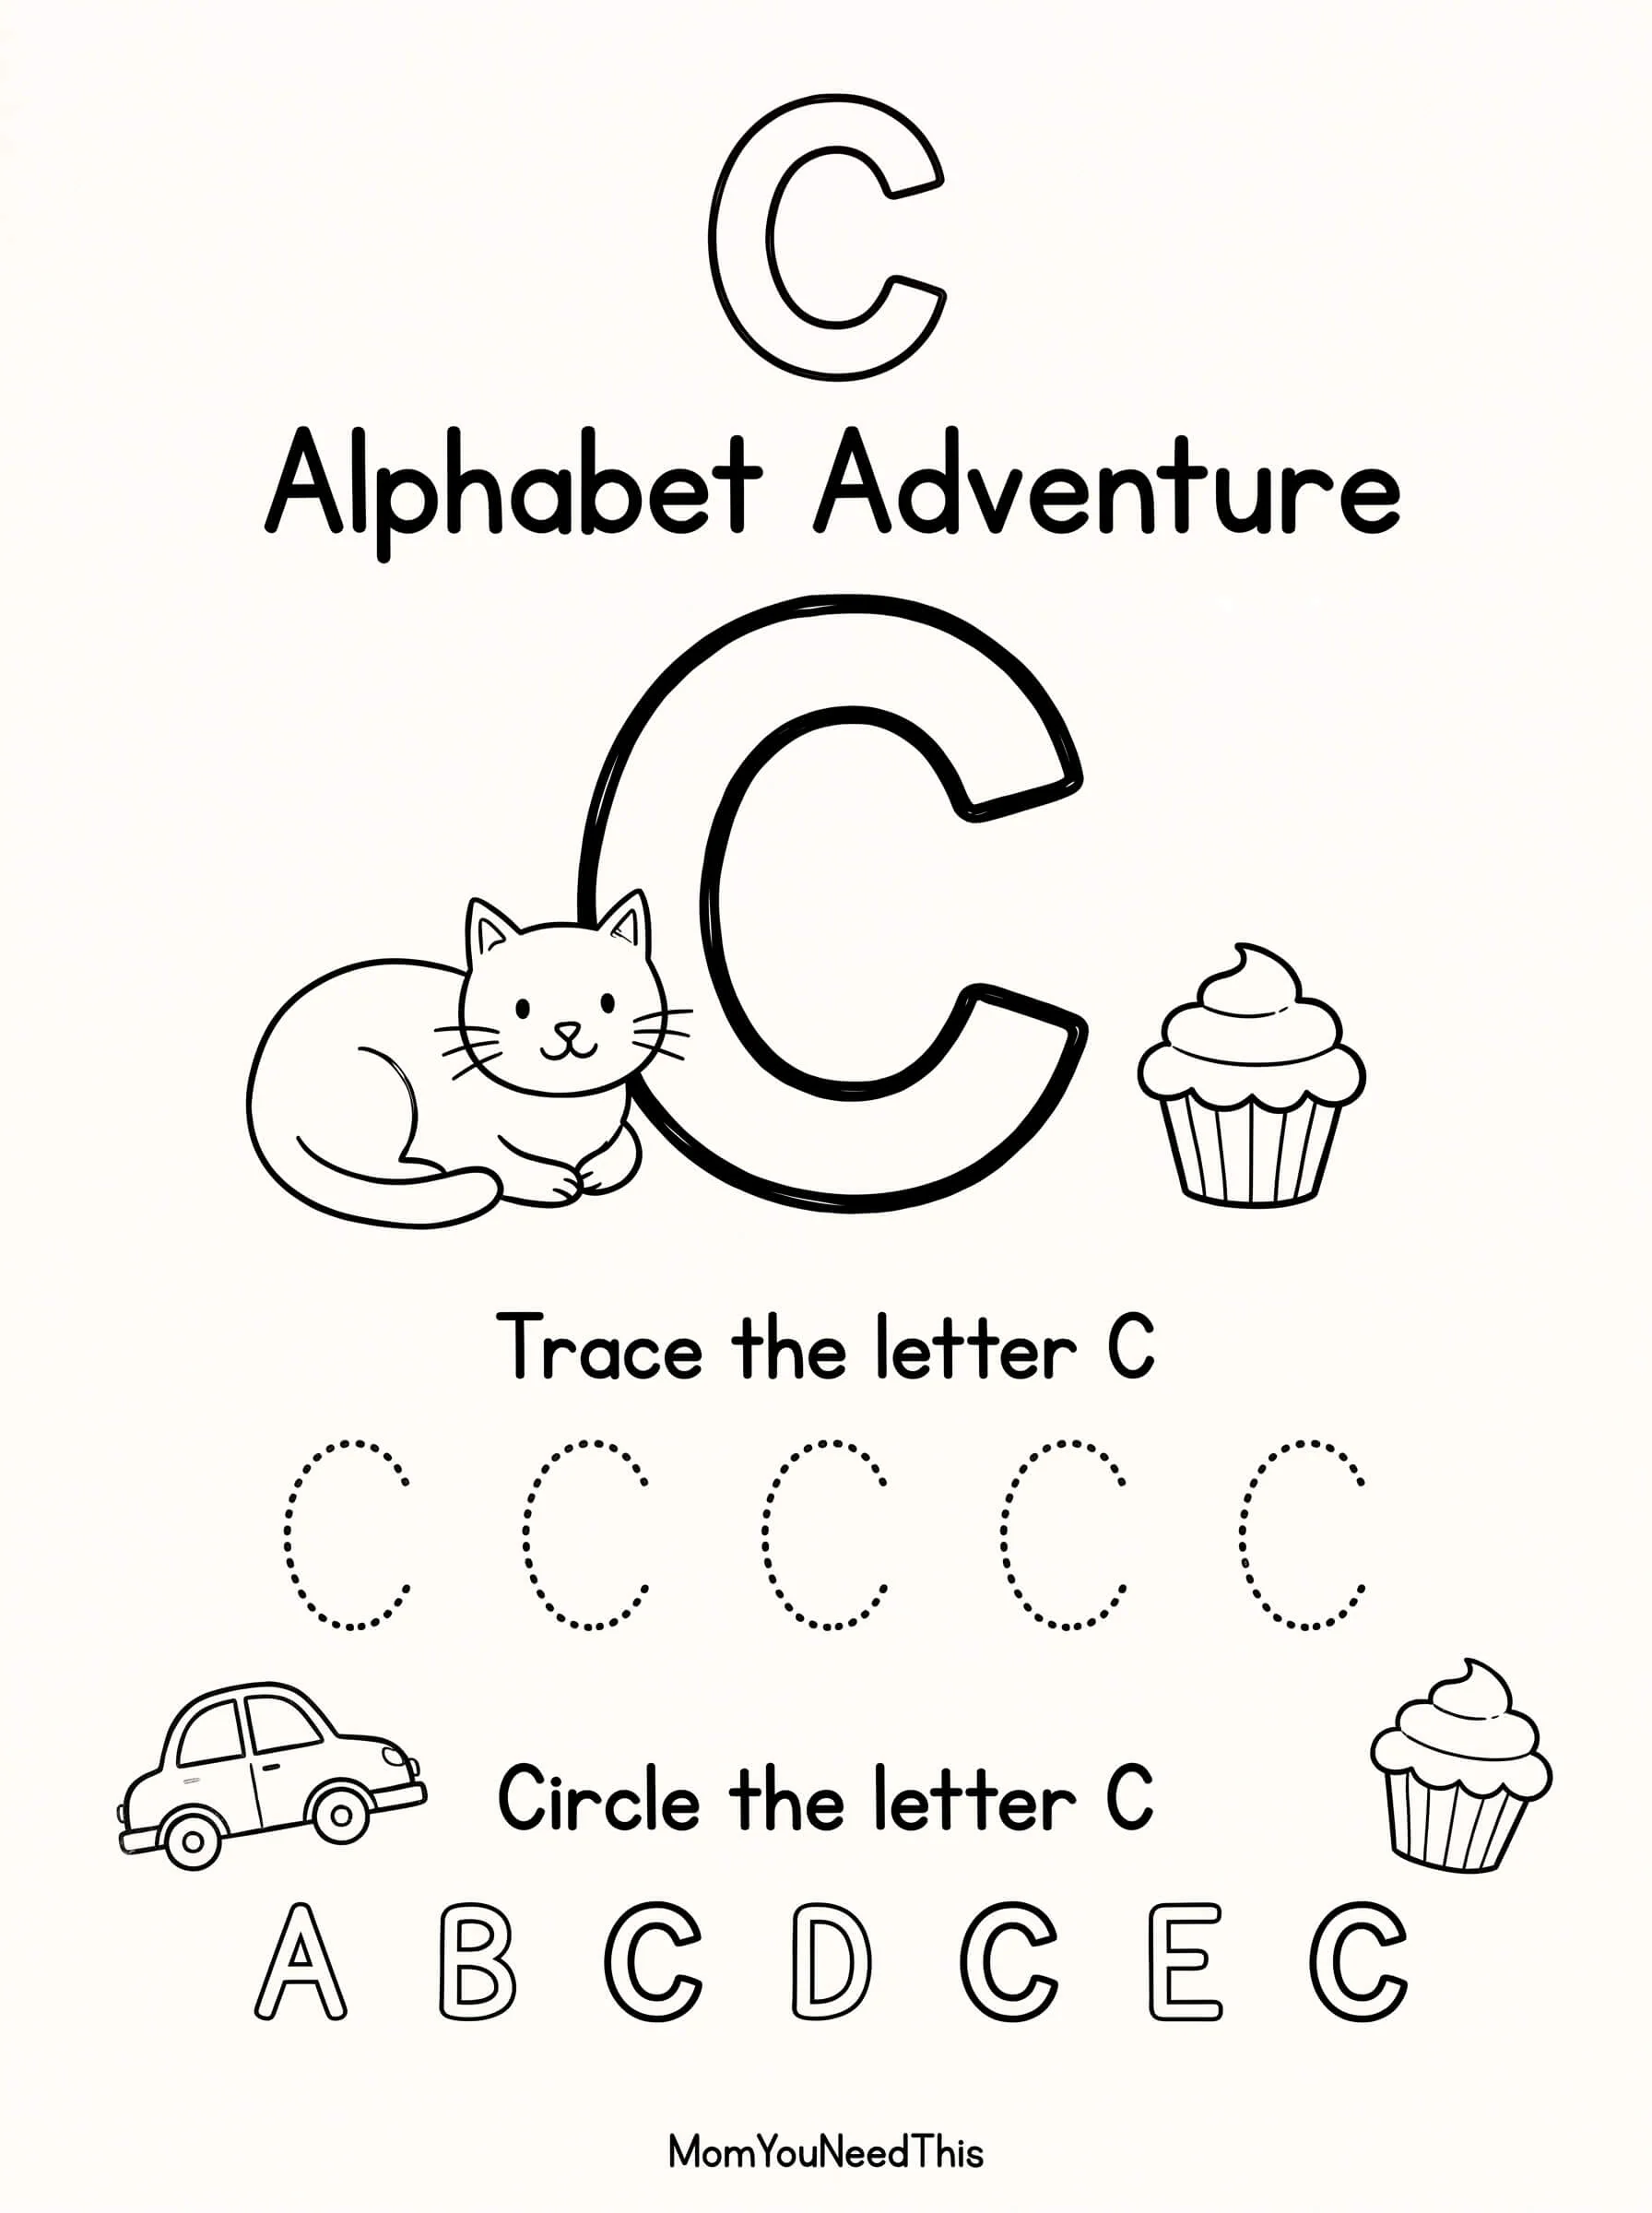 C
Alphabet Adventure
C
Trace the letter C
C C C C C
Circle the letter C
A B C D C E C
MomYouNeedThis